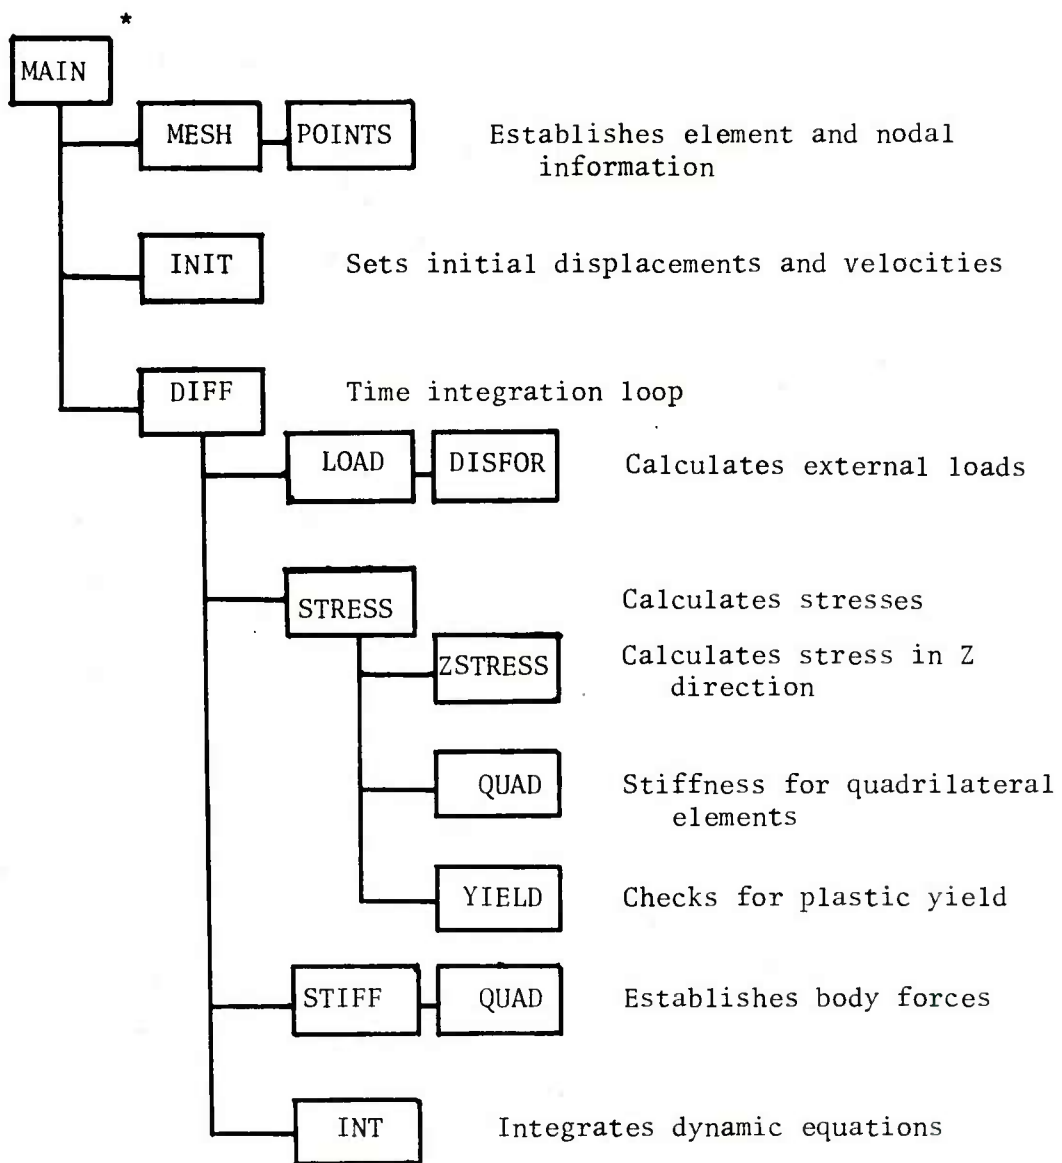 *
MAIN
MESH POINTS Establishes element and nodal
information
INIT Sets initial displacements and velocities
DIFF Time integration loop
LOAD DISFOR Calculates external loads
STRESS Calculates stresses
ZSTRESS Calculates stress in Z
direction
QUAD Stiffness for quadrilateral
elements
YIELD Checks for plastic yield
STIFF QUAD Establishes body forces
INT Integrates dynamic equations